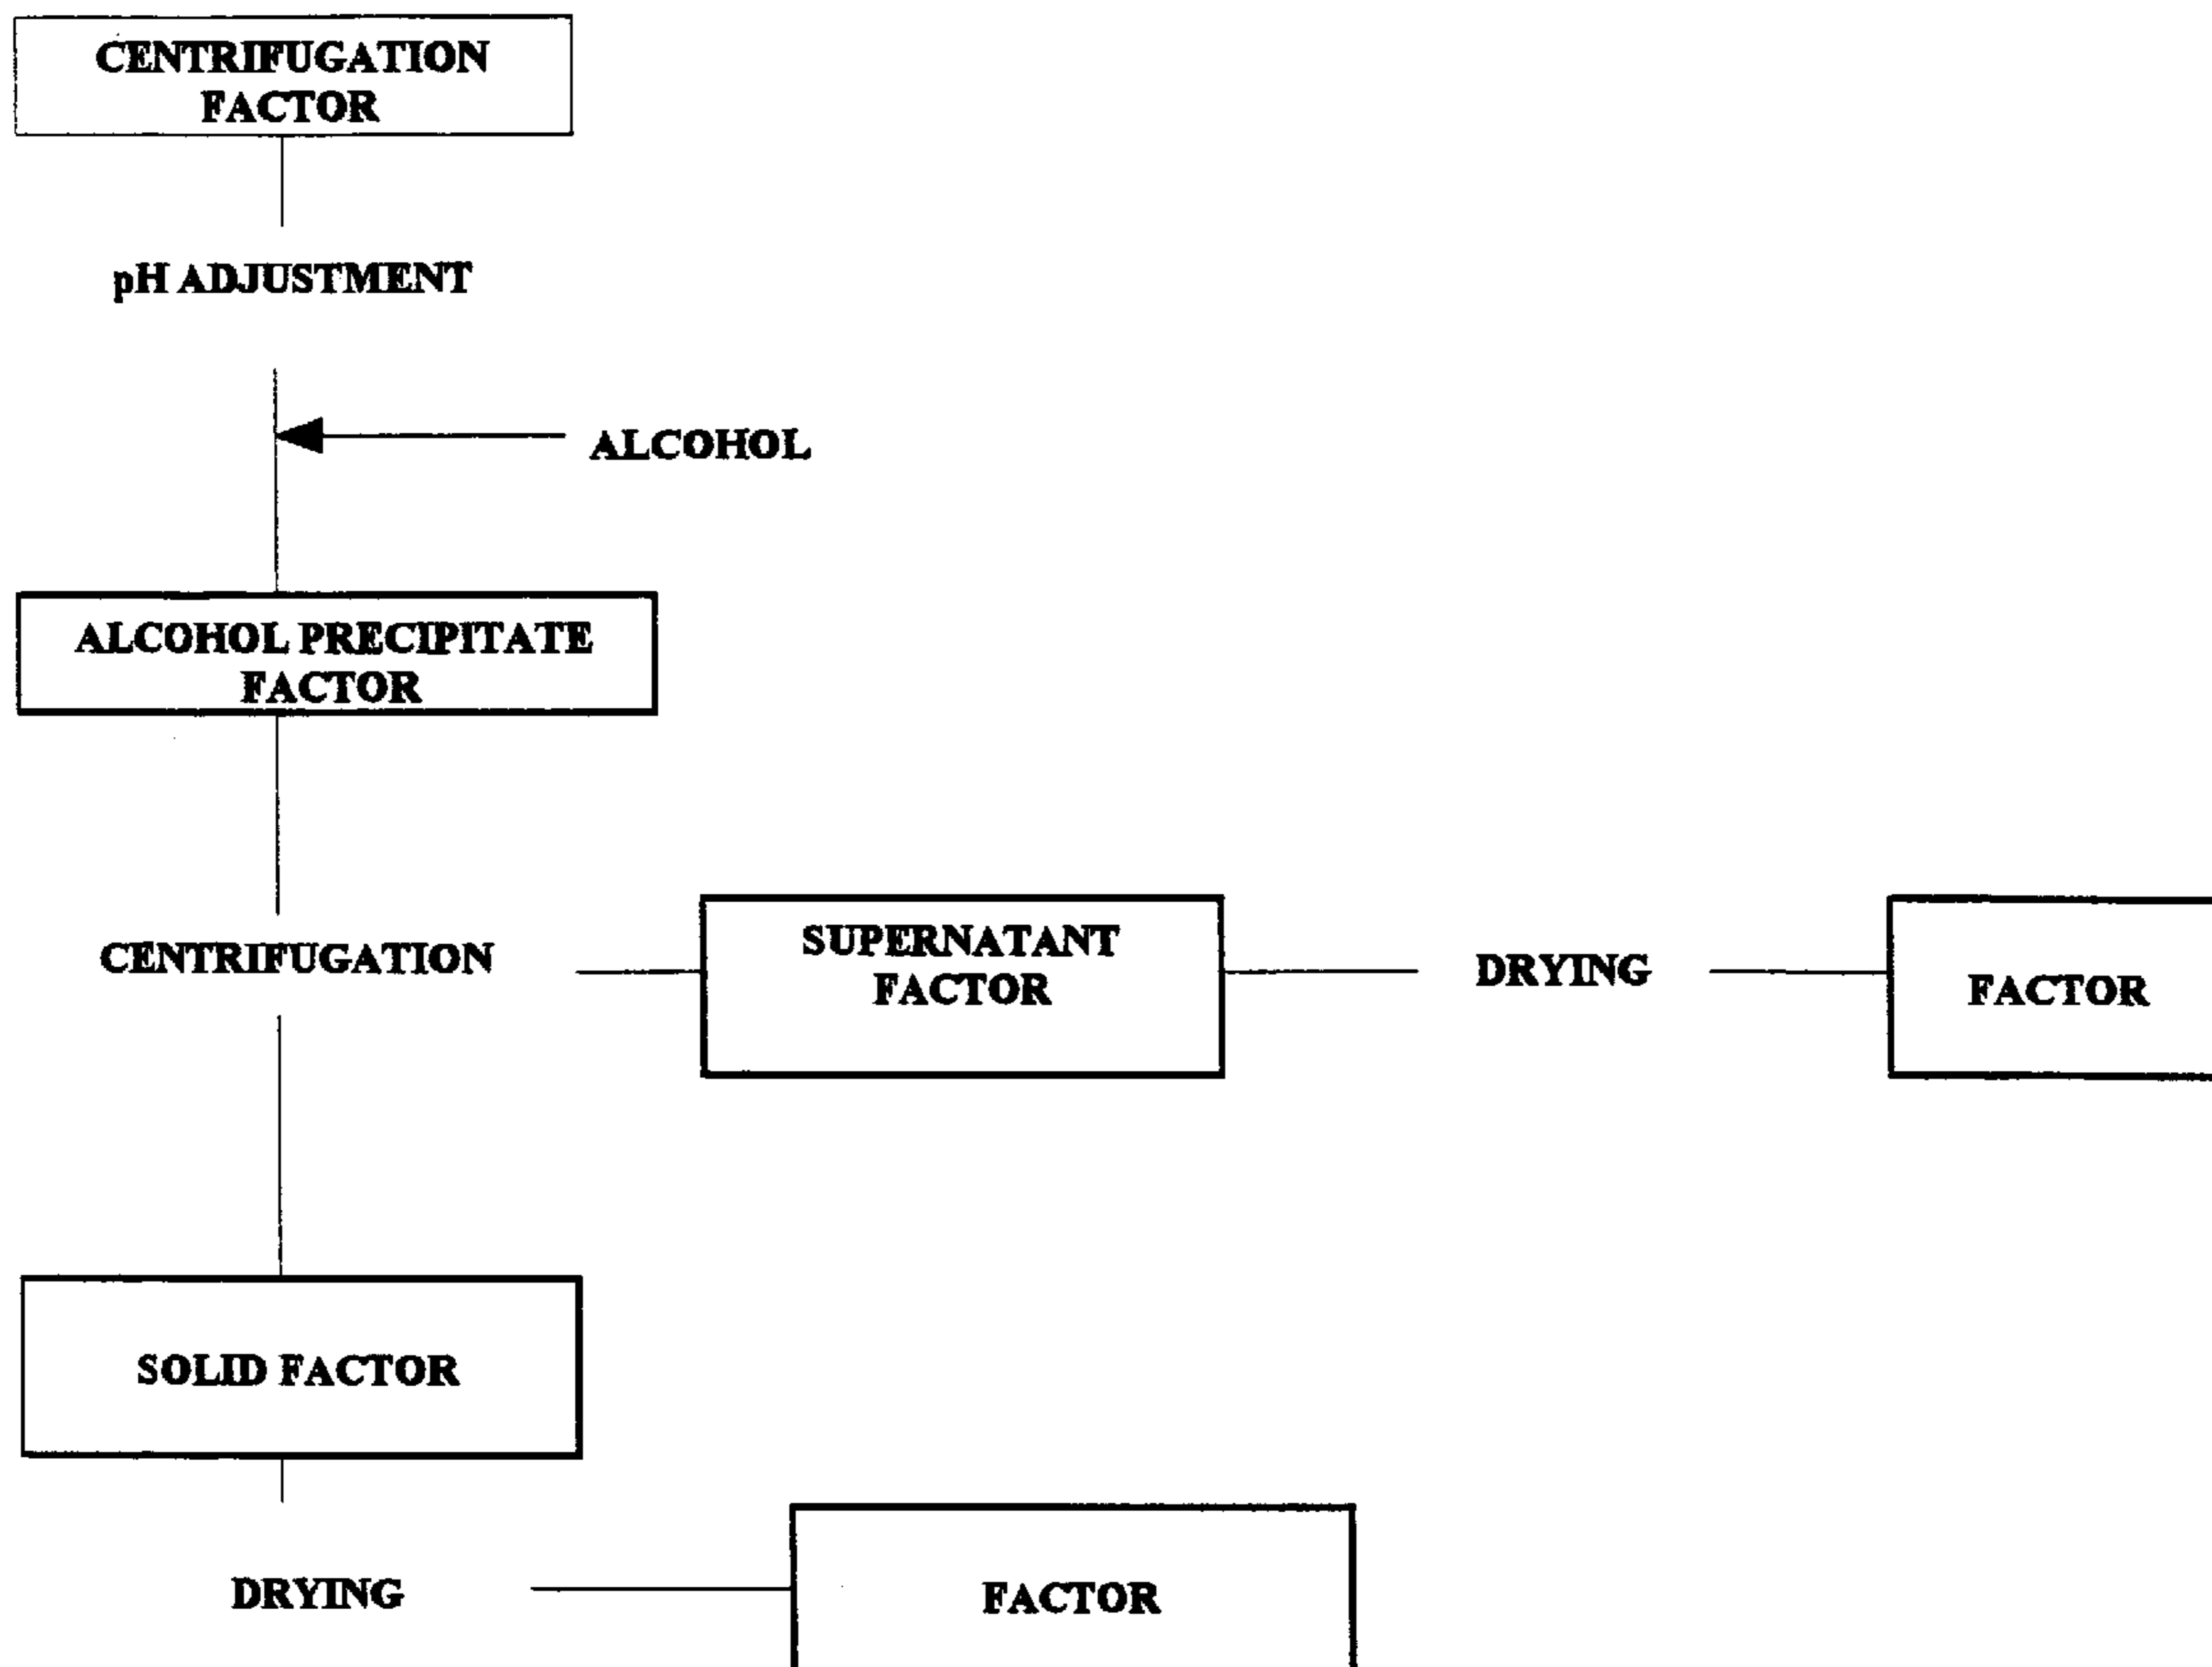 CENTRIFUGATION
FACTOR
pH ADJUSTMENT
ALCOHOL
ALCOHOL PRECIPITATE
FACTOR
CENTRIFUGATION
SUPERNATANT
FACTOR
DRYING
FACTOR
SOLID FACTOR
DRYING
FACTOR